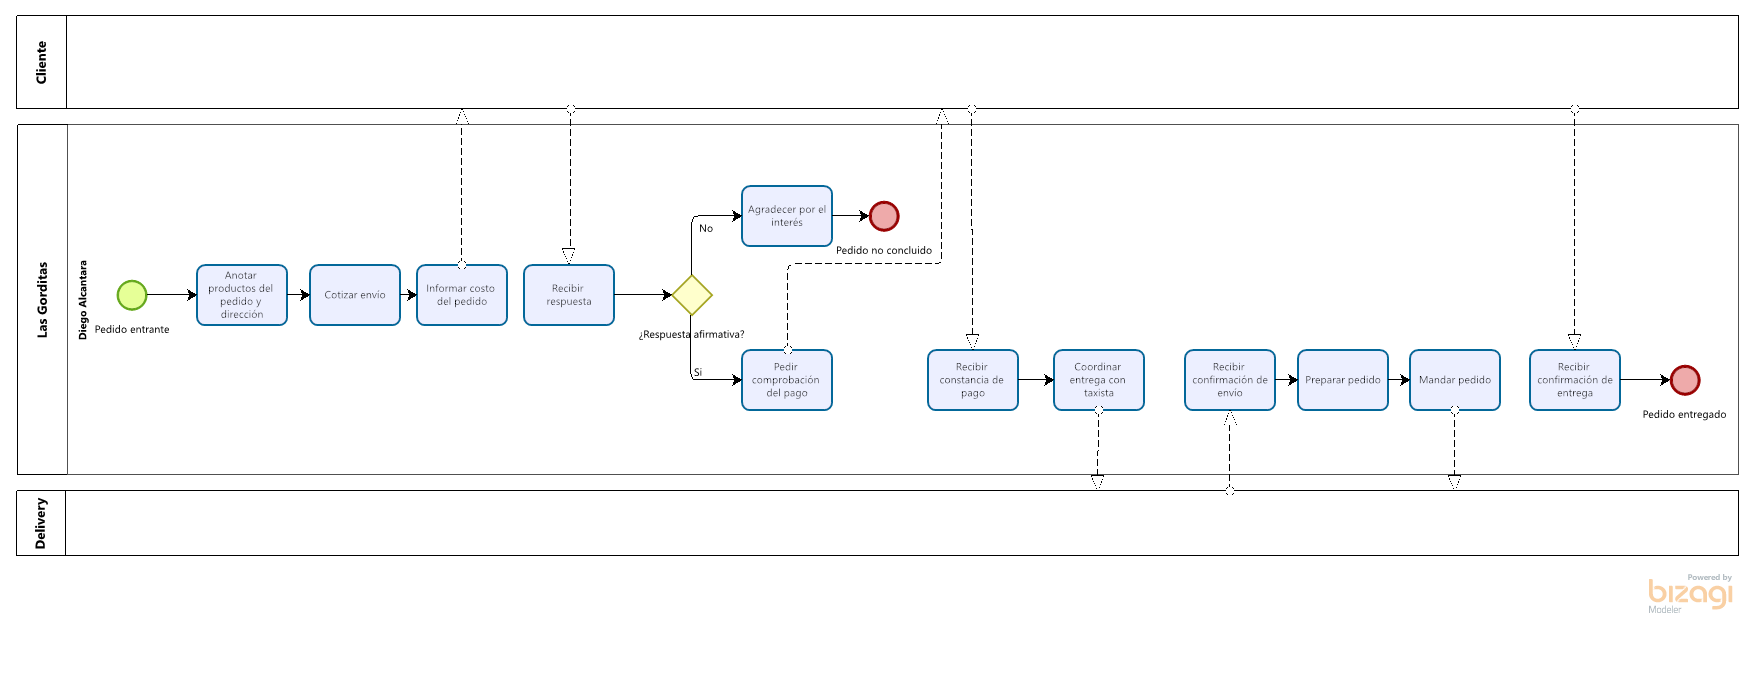 Cliente
Las Gorditas
Diego Alcantara
Pedido entrante
Anotar
productos del
pedido y
dirección
Cotizar envío
Informar costo
del pedido
Recibir
respuesta
¿Respuesta afirmativa?
No
Agradecer por el
interés
Pedido no concluido
Si
Pedir
comprobación
del pago
Recibir
constancia de
pago
Coordinar
entrega con
taxista
Recibir
confirmación de
envío
Preparar pedido
Mandar pedido
Recibir
confirmación de
entrega
Pedido entregado
Delivery
Powered by
bizagi
Modeler